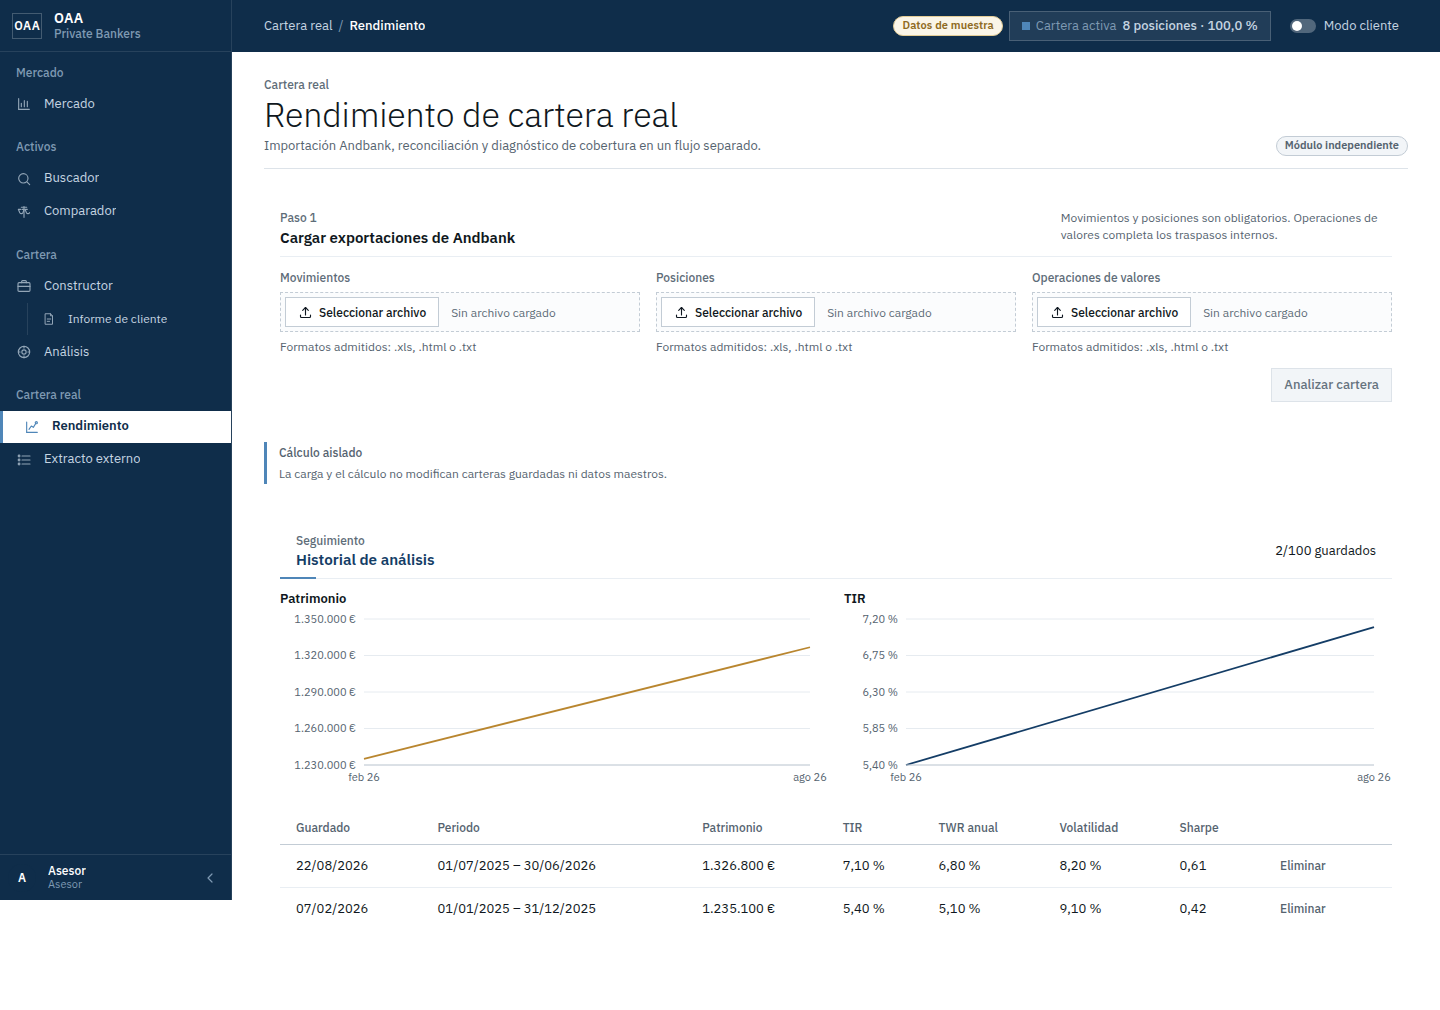 OAA
OAA
Private Bankers
Cartera real / Rendimiento
Datos de muestra
Cartera activa 8 posiciones · 100,0 %
Modo cliente
Mercado
Mercado
Activos
Buscador
Comparador
Cartera
Constructor
Informe de cliente
Análisis
Cartera real
Rendimiento
Extracto externo
A
Asesor
Asesor
Cartera real
Rendimiento de cartera real
Importación Andbank, reconciliación y diagnóstico de cobertura en un flujo separado.
Módulo independiente
Paso 1
Cargar exportaciones de Andbank
Movimientos y posiciones son obligatorios. Operaciones de
valores completa los traspasos internos.
Movimientos
Seleccionar archivo
Sin archivo cargado
Formatos admitidos: .xls, .html o .txt
Posiciones
Seleccionar archivo
Sin archivo cargado
Formatos admitidos: .xls, .html o .txt
Operaciones de valores
Seleccionar archivo
Sin archivo cargado
Formatos admitidos: .xls, .html o .txt
Analizar cartera
Cálculo aislado
La carga y el cálculo no modifican carteras guardadas ni datos maestros.
Seguimiento
Historial de análisis
2/100 guardados
Patrimonio
1.350.000 €
1.320.000 €
1.290.000 €
1.260.000 €
1.230.000 €
feb 26
ago 26
TIR
7,20 %
6,75 %
6,30 %
5,85 %
5,40 %
feb 26
ago 26
Guardado Periodo Patrimonio TIR TWR anual Volatilidad Sharpe
22/08/2026 01/07/2025 – 30/06/2026 1.326.800 € 7,10 % 6,80 % 8,20 % 0,61 Eliminar
07/02/2026 01/01/2025 – 31/12/2025 1.235.100 € 5,40 % 5,10 % 9,10 % 0,42 Eliminar